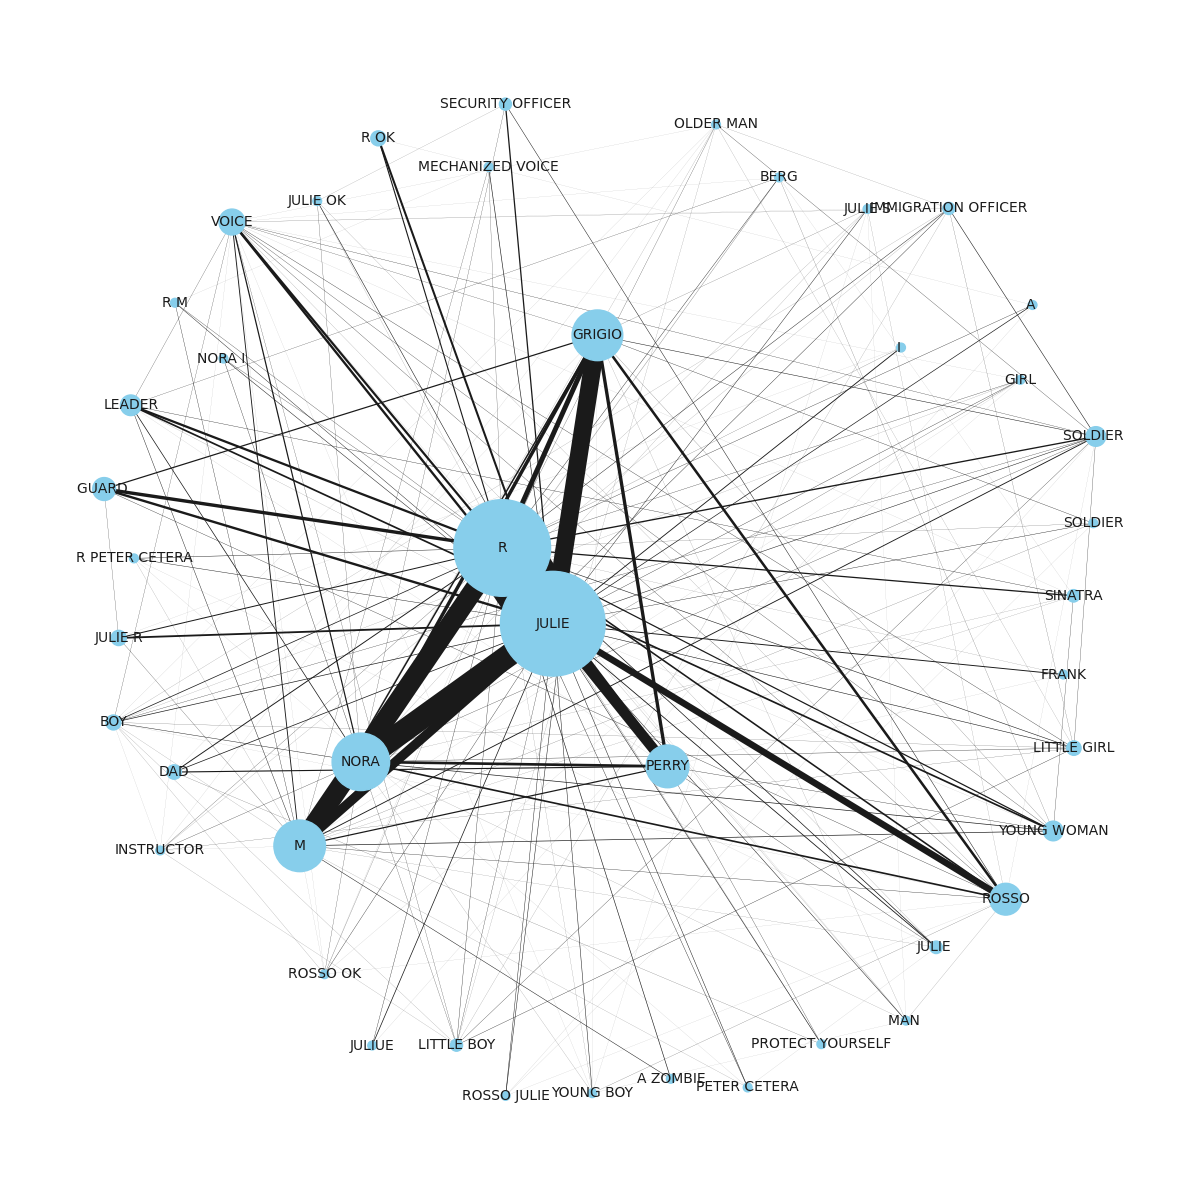 SECURITY OFFICER
OLDER MAN
R OK
MECHANIZED VOICE
BERG
JULIE OK
JULIE S
IMMIGRATION OFFICER
VOICE
R M
A
GRIGIO
I
NORA I
GIRL
LEADER
SOLDIER
GUARD
SOLDIER
R
R PETER CETERA
SINATRA
JULIE
JULIE R
FRANK
BOY
LITTLE GIRL
NORA
PERRY
DAD
YOUNG WOMAN
M
INSTRUCTOR
ROSSO
JULIE
ROSSO OK
MAN
JULIUE
LITTLE BOY
PROTECT YOURSELF
A ZOMBIE
PETER CETERA
YOUNG BOY
ROSSO JULIE